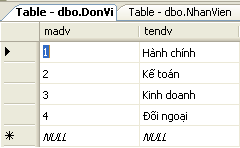 Table - dbo.DonVi Table - dbo.NhanVien
madv tendv
1 Hành chính
2 Kế toán
3 Kinh doanh
4 Đối ngoại
NULL NULL